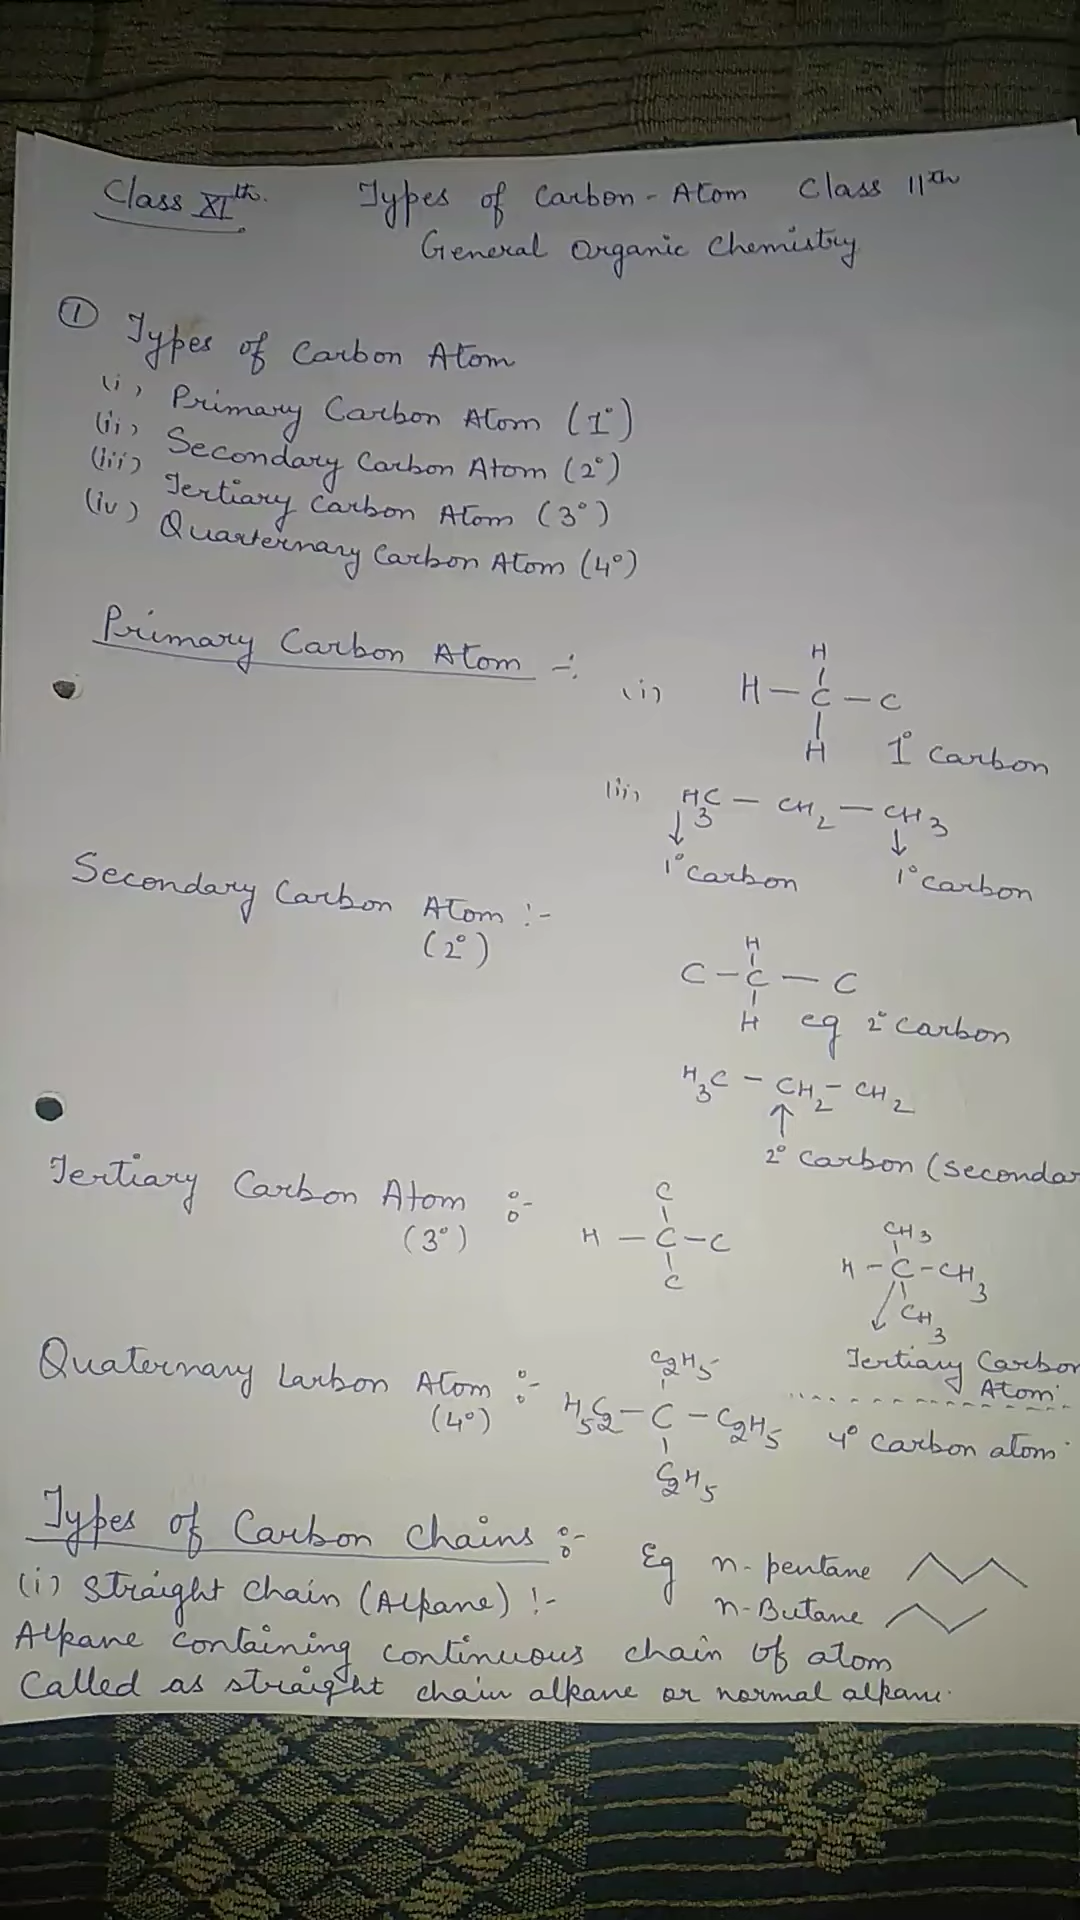 Class XIth. Types of Carbon-Atom Class 11th
General Organic Chemistry
① Types of Carbon Atom
(i) Primary Carbon Atom (1°)
(ii) Secondary Carbon Atom (2°)
(iii) Tertiary Carbon Atom (3°)
(iv) Quarternary Carbon Atom (4°)
Primary Carbon Atom :-
H
(i) H - C - C
H 1° Carbon
(ii) H3C - CH2 - CH3
1° Carbon 1° Carbon
Secondary Carbon Atom :-
(2°)
H
C - C - C
H eg 2° Carbon
H3C - CH2 - CH2
2° Carbon (Seconda
Tertiary Carbon Atom :-
(3°)
C
H - C - C
C
CH3
H - C - CH3
CH3
Tertiary Carbon
Atom.
Quaternary Carbon Atom :-
(4°)
C2H5
H5C2 - C - C2H5 4° Carbon atom.
C2H5
Types of Carbon Chains :-
Eg n-pentane
n-Butane
(i) Straight Chain (Alkane) :-
Alkane containing continuous chain of atom
Called as straight chain alkane or normal alkane.